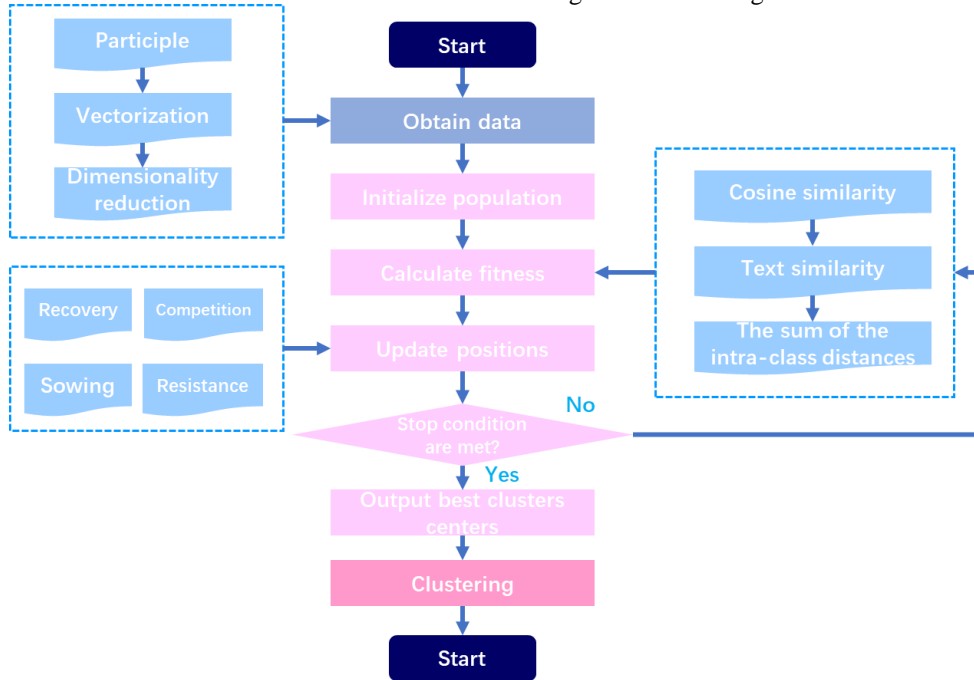 Participle
Vectorization
Dimensionality
reduction
Start
Obtain data
Initialize population
Calculate fitness
Update positions
Recovery
Competition
Sowing
Resistance
Cosine similarity
Text similarity
The sum of the
intra-class distances
Stop condition
are met?
No
Yes
Output best clusters
centers
Clustering
Start